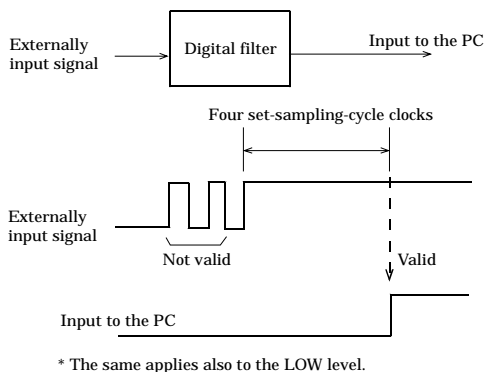 Externally
input signal
Digital filter
Input to the PC
Four set-sampling-cycle clocks
Externally
input signal
Not valid
Valid
Input to the PC
* The same applies also to the LOW level.